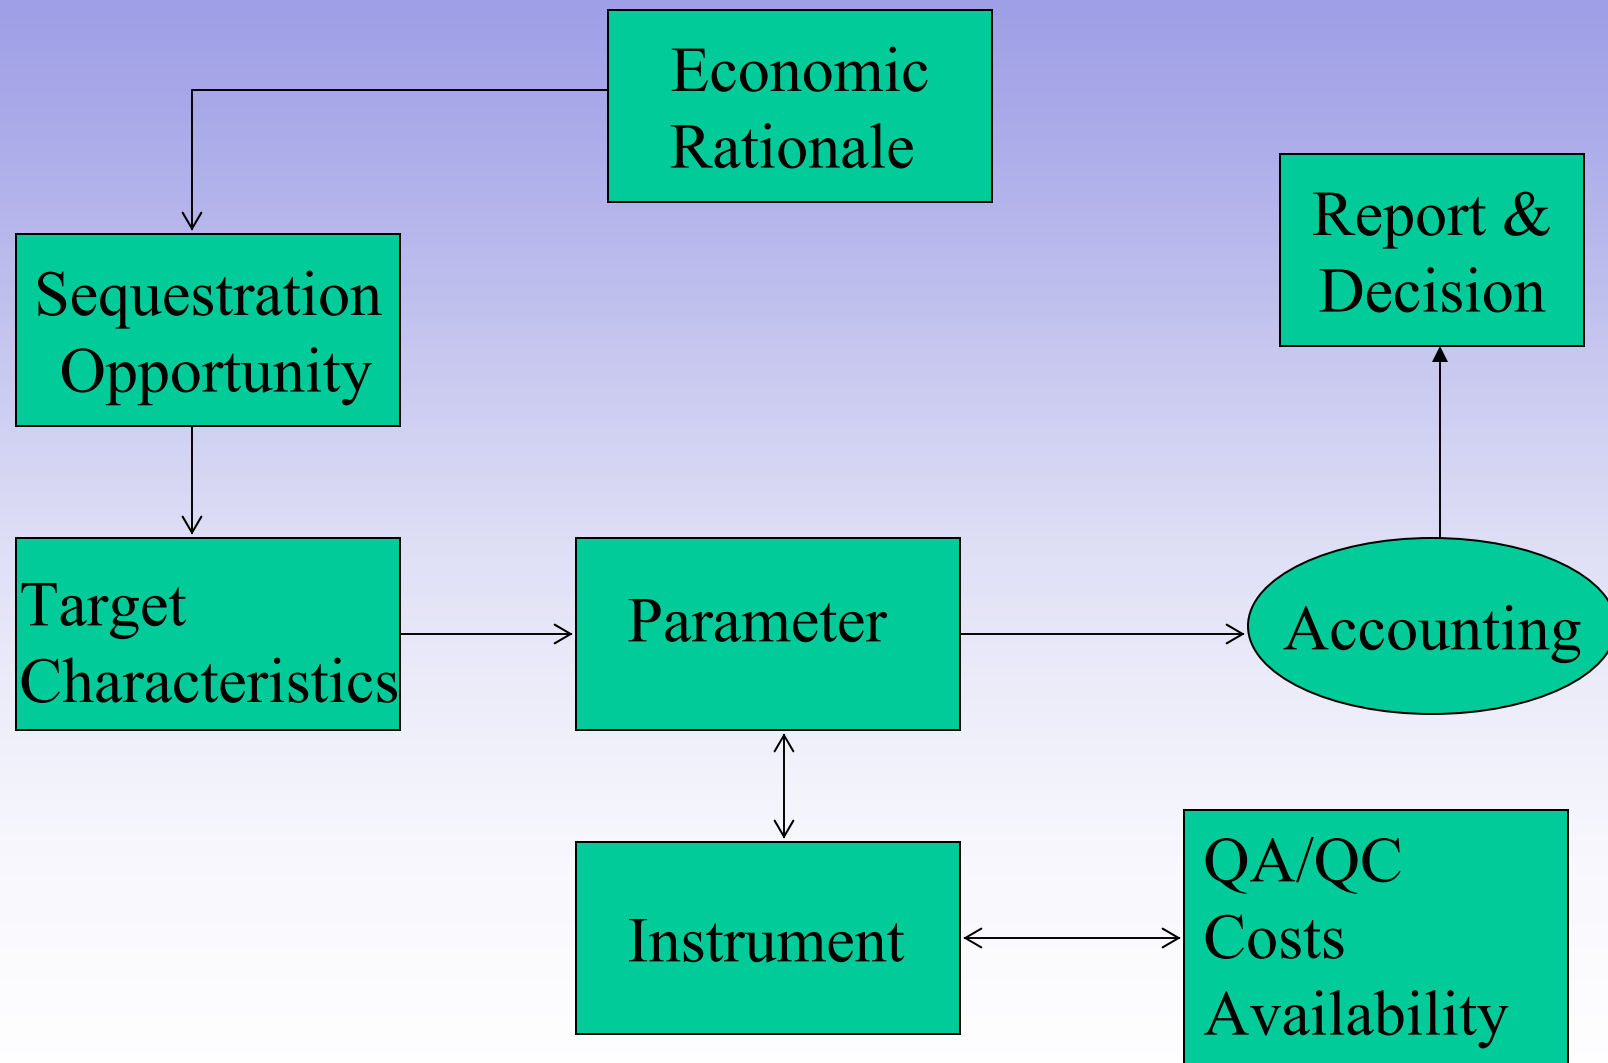 Economic
Rationale
Report &
Decision
Sequestration
Opportunity
Target
Characteristics
Parameter
Accounting
Instrument
QA/QC
Costs
Availability